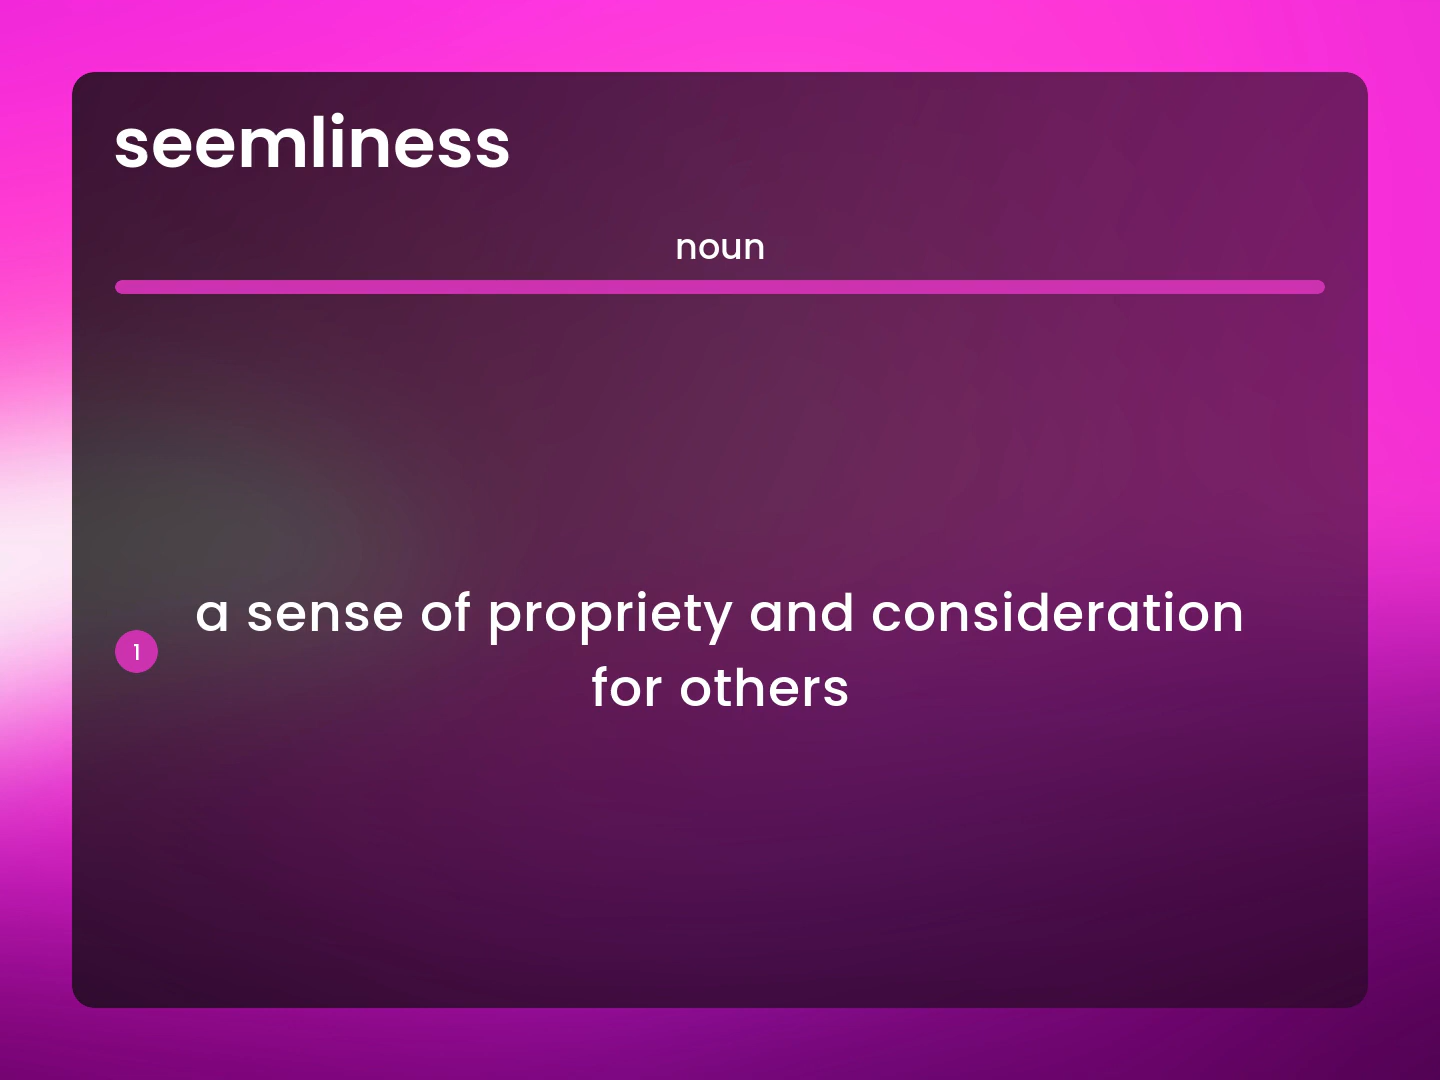 seemliness
noun
1
a sense of propriety and consideration
for others